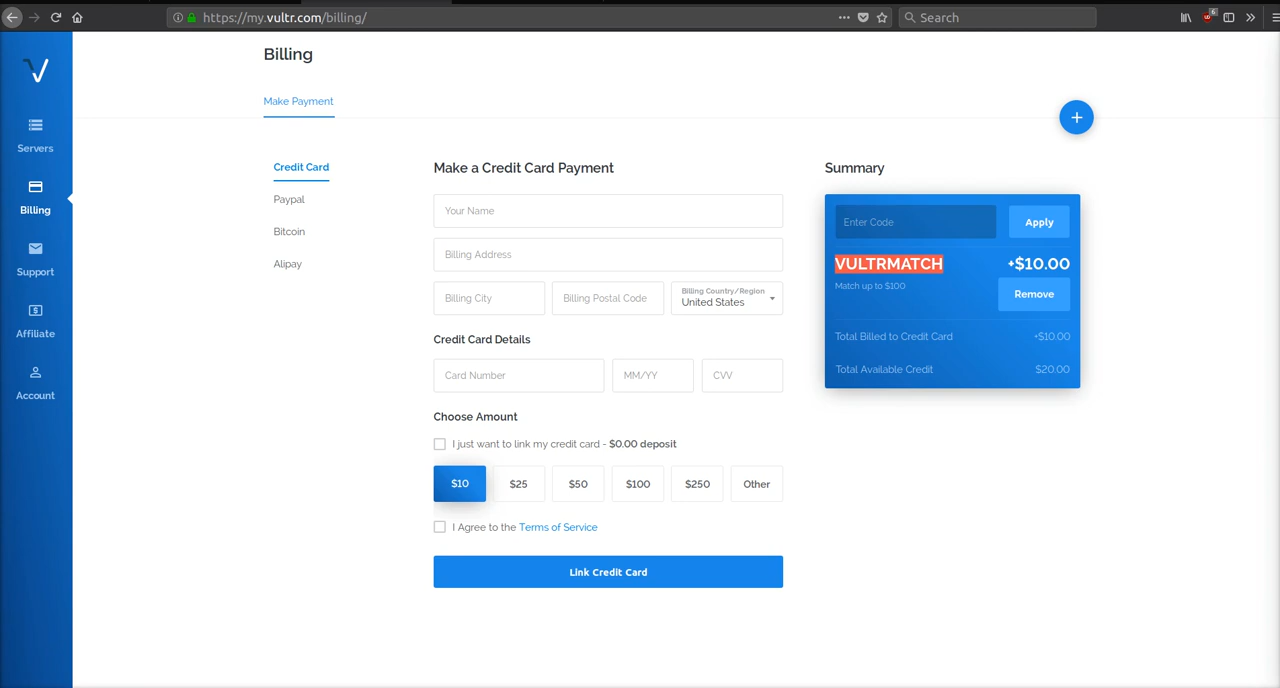 https://my.vultr.com/billing/
Search
6
Billing
Make Payment
+
Servers
Billing
Support
Affiliate
Account
Credit Card
Paypal
Bitcoin
Alipay
Make a Credit Card Payment
Your Name
Billing Address
Billing City
Billing Postal Code
Billing Country/Region
United States
Credit Card Details
Card Number
MM/YY
CVV
Choose Amount
I just want to link my credit card - $0.00 deposit
$10
$25
$50
$100
$250
Other
I Agree to the Terms of Service
Link Credit Card
Summary
Enter Code
Apply
VULTRMATCH
+$10.00
Match up to $100
Remove
Total Billed to Credit Card
+$10.00
Total Available Credit
$20.00